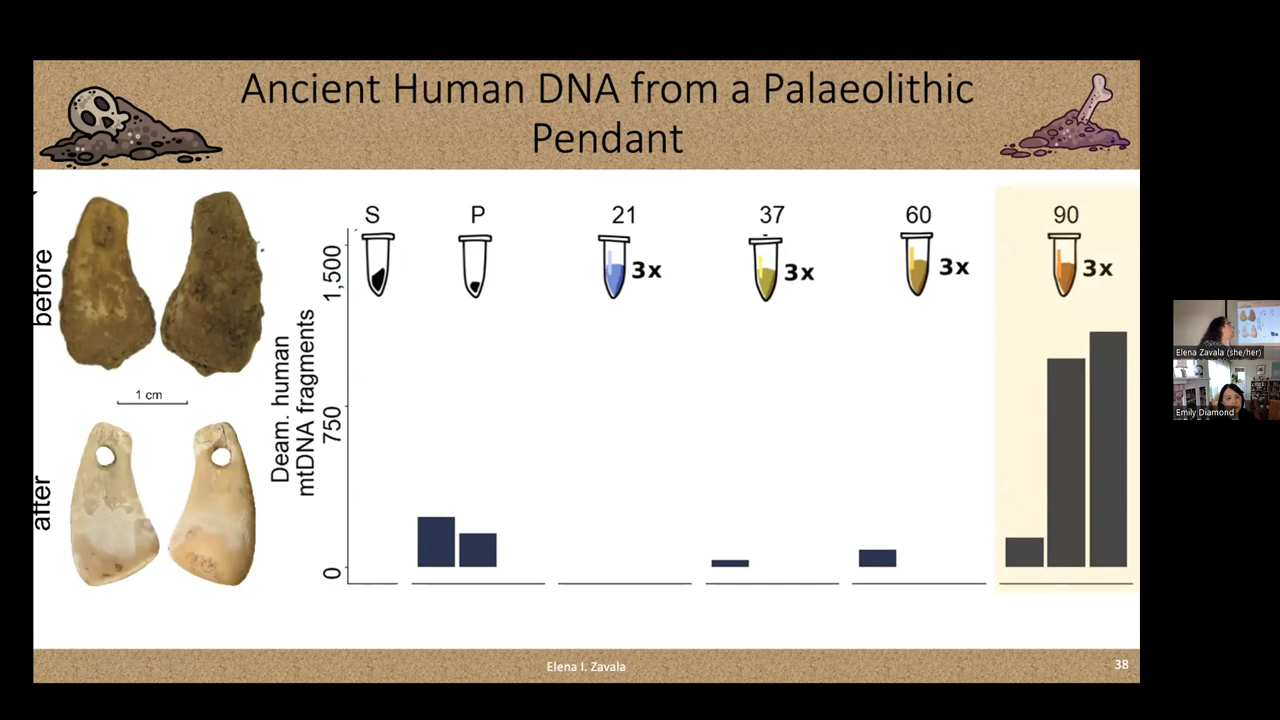 Ancient Human DNA from a Palaeolithic
Pendant
before
after
1 cm
Deam. human
mtDNA fragments
1,500
750
0
S
P
21
37
60
90
3x
3x
3x
3x
Elena I. Zavala
38
Elena Zavala (she/her)
Emily Diamond